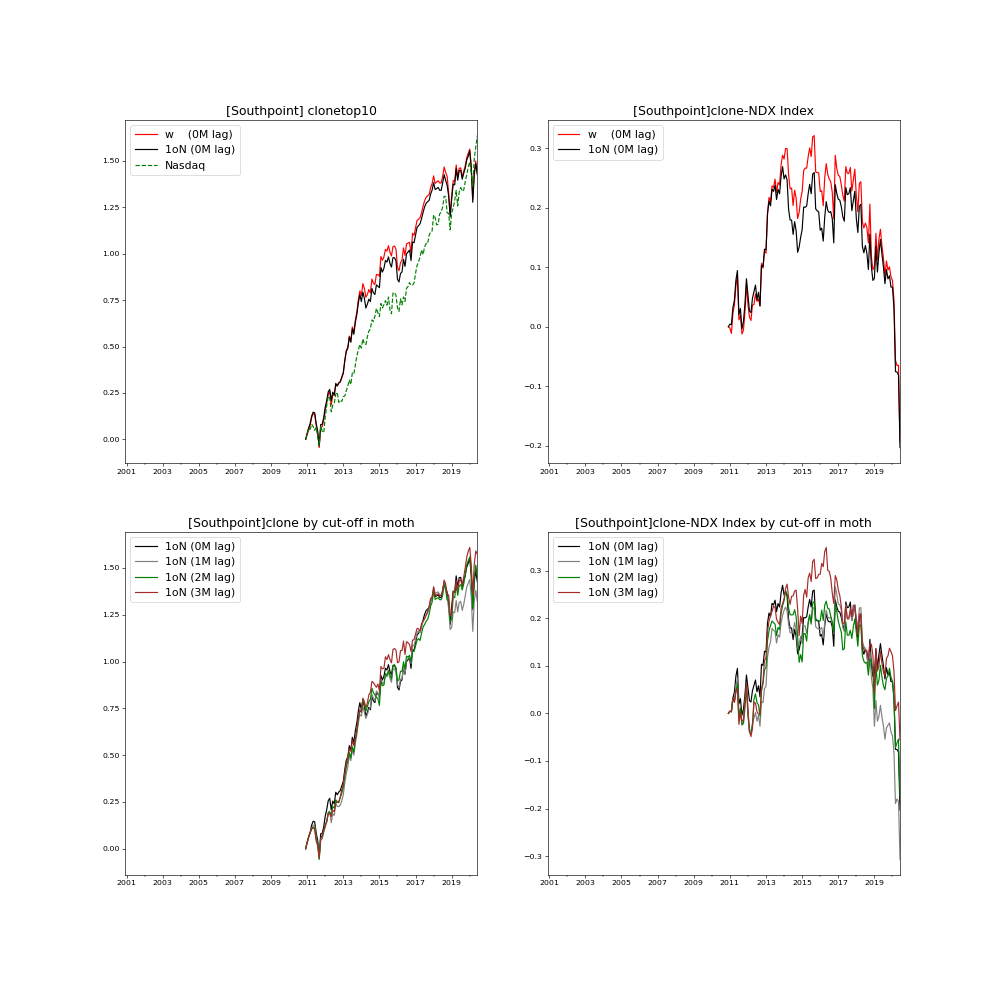 [Southpoint] clonetop10
w    (0M lag)
1oN (0M lag)
Nasdaq
1.50
1.25
1.00
0.75
0.50
0.25
0.00
2001 2003 2005 2007 2009 2011 2013 2015 2017 2019
[Southpoint]clone-NDX Index
w    (0M lag)
1oN (0M lag)
0.3
0.2
0.1
0.0
−0.1
−0.2
2001 2003 2005 2007 2009 2011 2013 2015 2017 2019
[Southpoint]clone by cut-off in moth
1oN (0M lag)
1oN (1M lag)
1oN (2M lag)
1oN (3M lag)
1.50
1.25
1.00
0.75
0.50
0.25
0.00
2001 2003 2005 2007 2009 2011 2013 2015 2017 2019
[Southpoint]clone-NDX Index by cut-off in moth
1oN (0M lag)
1oN (1M lag)
1oN (2M lag)
1oN (3M lag)
0.3
0.2
0.1
0.0
−0.1
−0.2
−0.3
2001 2003 2005 2007 2009 2011 2013 2015 2017 2019